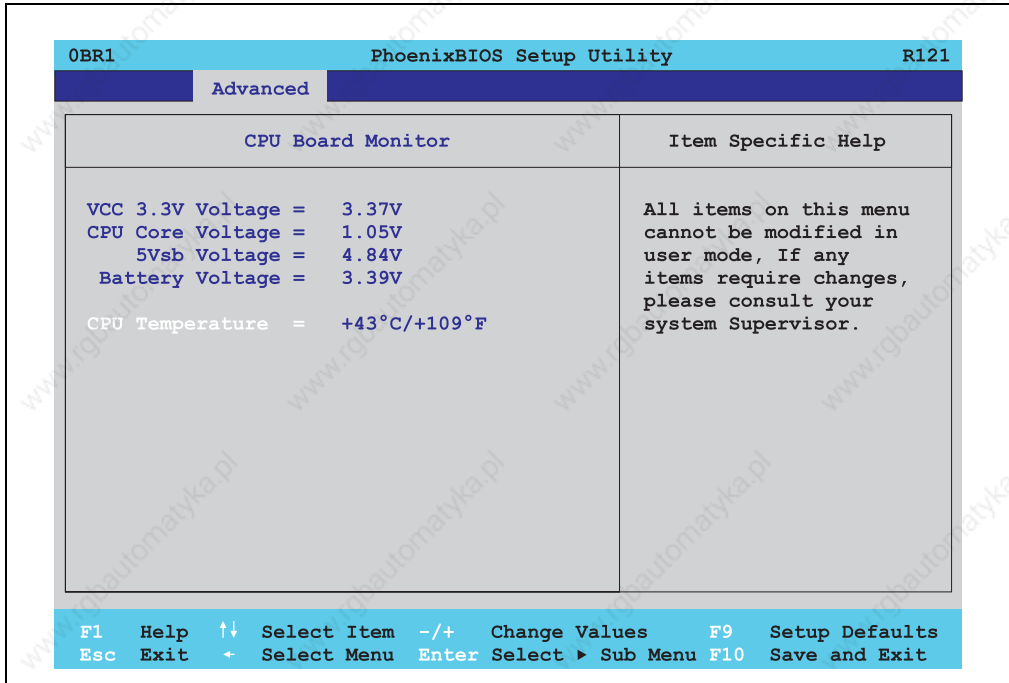 0BR1 PhoenixBIOS Setup Utility R121
Advanced
CPU Board Monitor
Item Specific Help
VCC 3.3V Voltage = 3.37V
CPU Core Voltage = 1.05V
5Vsb Voltage = 4.84V
Battery Voltage = 3.39V
CPU Temperature = +43°C/+109°F
All items on this menu
cannot be modified in
user mode, If any
items require changes,
please consult your
system Supervisor.
F1 Help ↑↓ Select Item -/+ Change Values F9 Setup Defaults
Esc Exit ← Select Menu Enter Select ▶ Sub Menu F10 Save and Exit
www.rgbautomatyka.pl